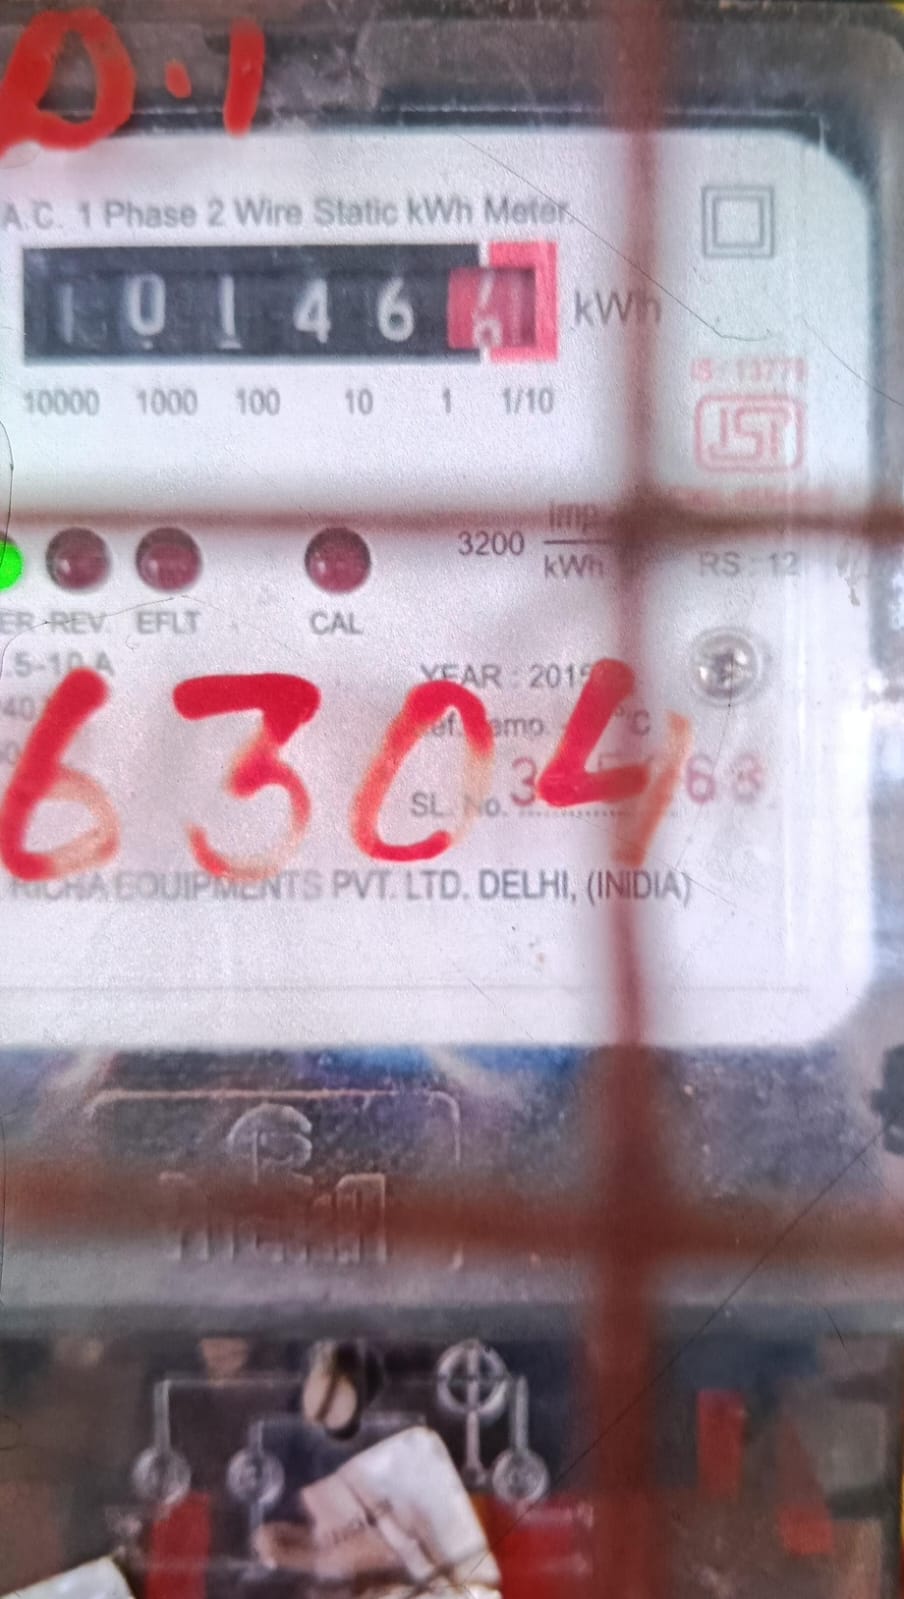 D.1
A.C. 1 Phase 2 Wire Static kWh Meter
1 0 1 4 6 kWh
10000 1000 100 10 1 1/10
IS : 13779
ISI
3200 imp kWh
RS : 12
REV. EFLT CAL
5-10 A
YEAR : 2015
6304
°C
SL. No. 63
EQUIPMENTS PVT. LTD. DELHI, (INIDIA)